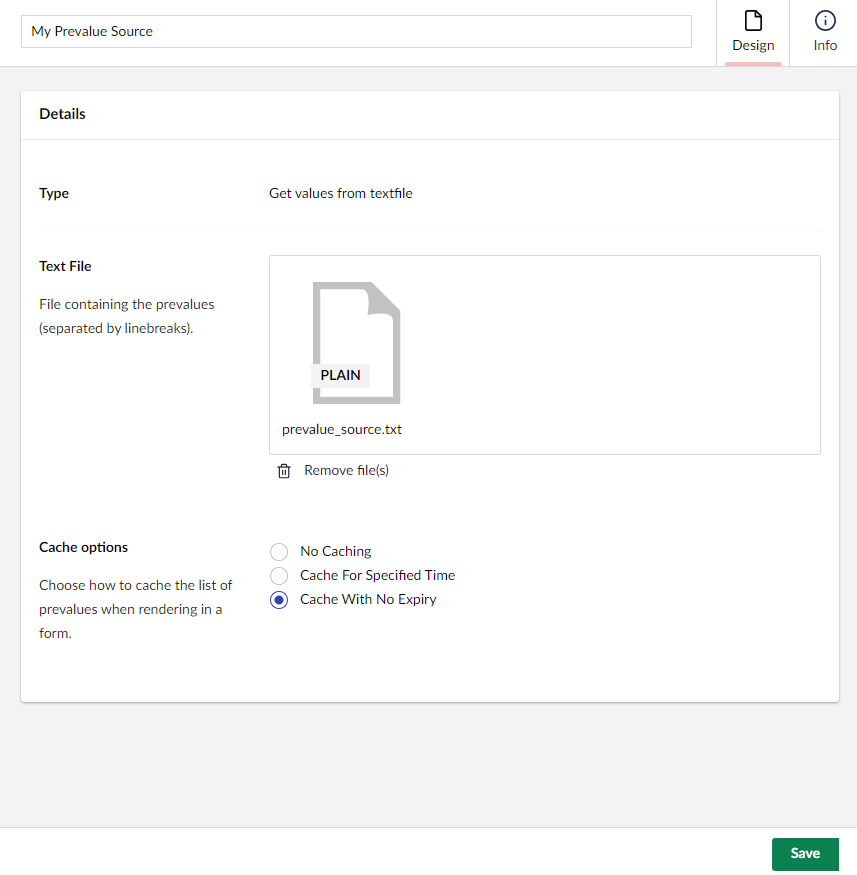 My Prevalue Source
Design
Info
Details
Type
Get values from textfile
Text File
File containing the prevalues
(separated by linebreaks).
PLAIN
prevalue_source.txt
Remove file(s)
Cache options
Choose how to cache the list of
prevalues when rendering in a
form.
No Caching
Cache For Specified Time
Cache With No Expiry
Save